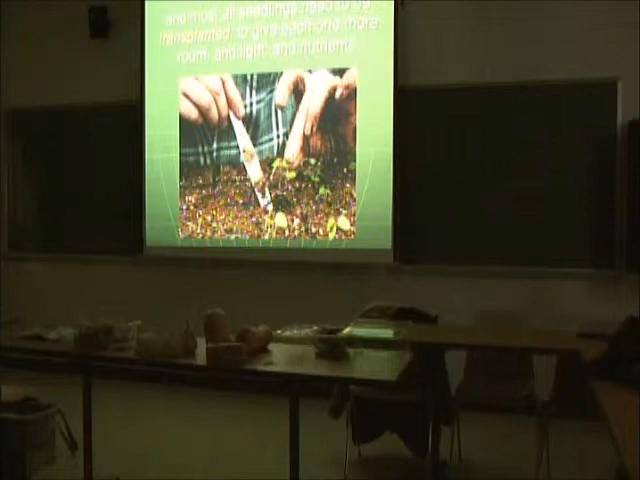 and most, all seedlings need to be
transplanted, to give each one more
room, and light, and nutrients